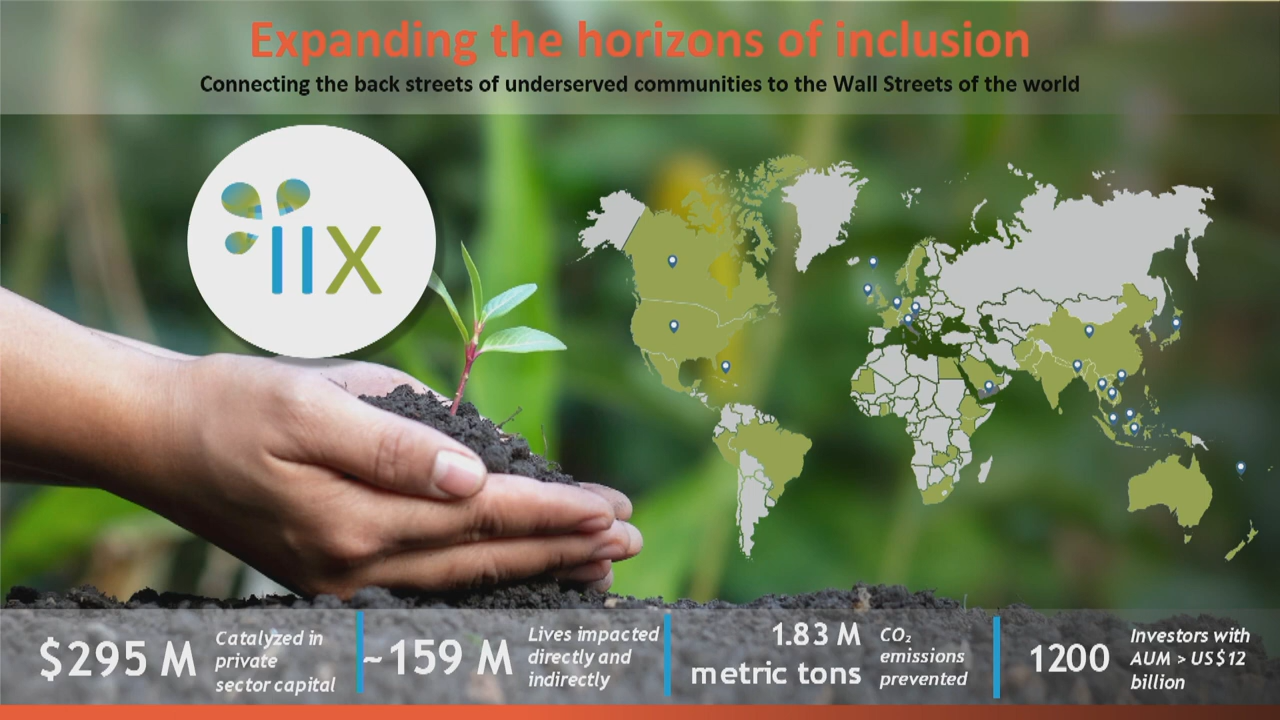 Expanding the horizons of inclusion
Connecting the back streets of underserved communities to the Wall Streets of the world
iix
$295 M
Catalyzed in
private
sector capital
~159 M
Lives impacted
directly and
indirectly
1.83 M
metric tons
CO₂
emissions
prevented
1200
Investors with
AUM > US$12
billion